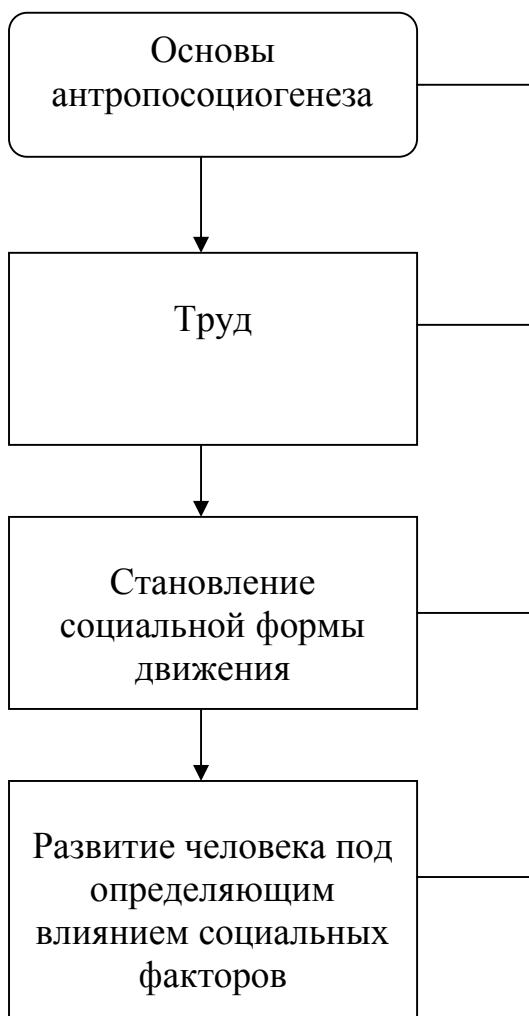 Основы
антропосоциогенеза
Труд
Становление
социальной формы
движения
Развитие человека под
определяющим
влиянием социальных
факторов